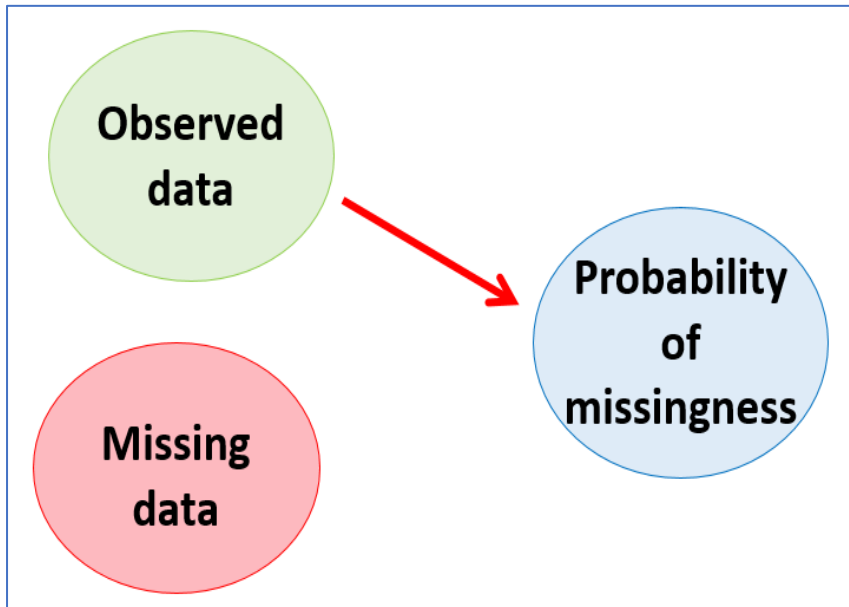 Observed
data
Probability
of
missingness
Missing
data